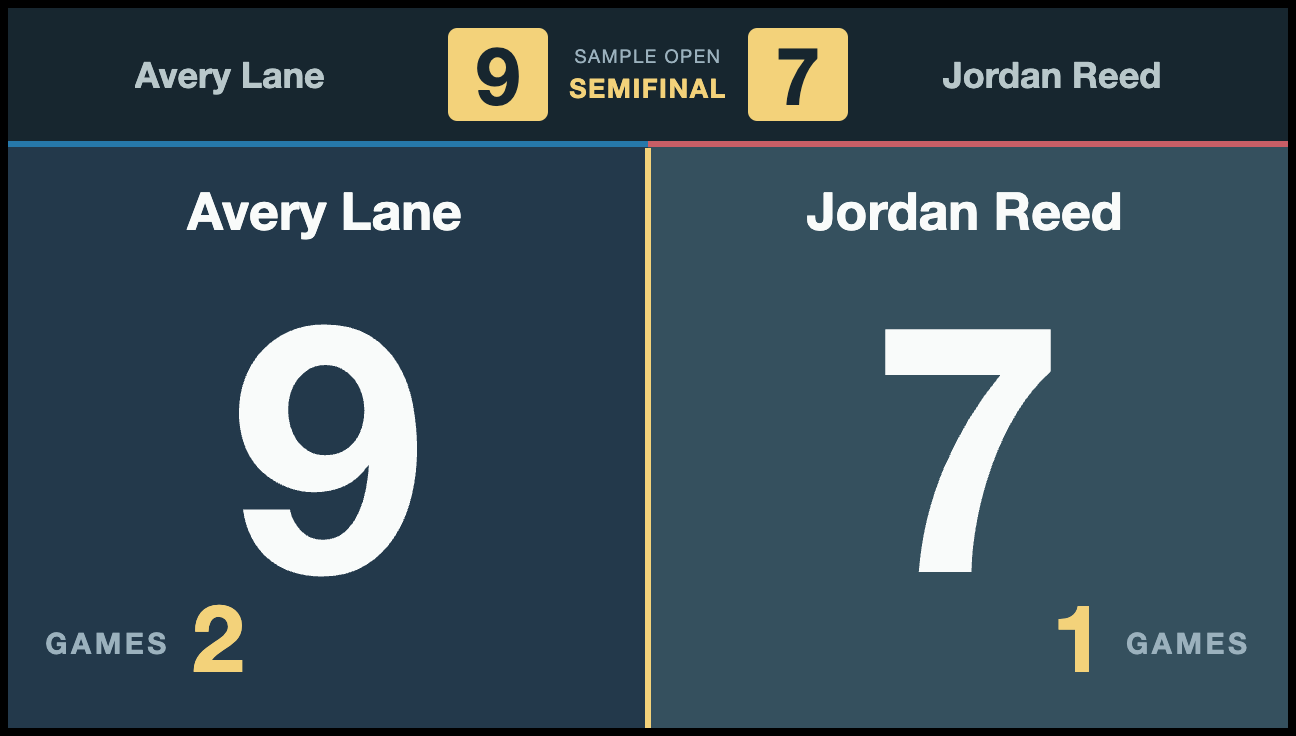 Avery Lane
9
SAMPLE OPEN
SEMIFINAL
7
Jordan Reed
Avery Lane
Jordan Reed
9
7
GAMES 2
1 GAMES